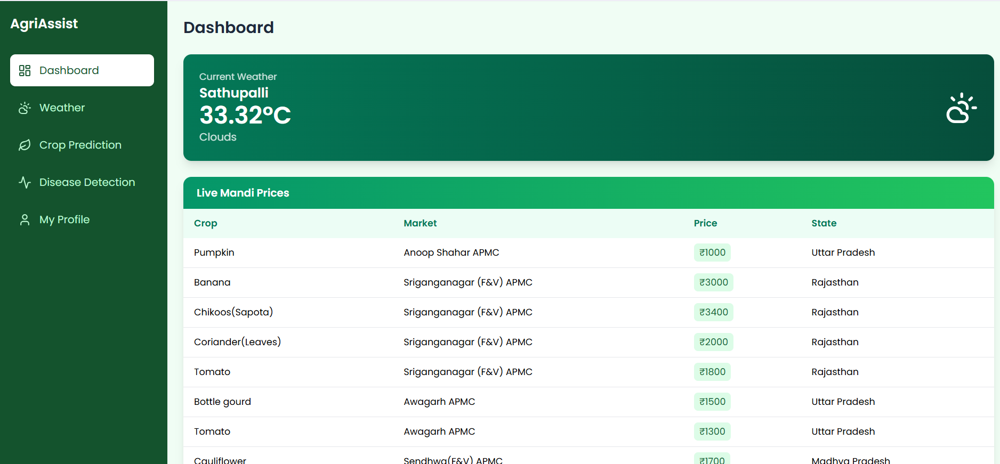 AgriAssist
Dashboard
Weather
Crop Prediction
Disease Detection
My Profile
Dashboard
Current Weather
Sathupalli
33.32°C
Clouds
Live Mandi Prices
Crop Market Price State
Pumpkin Anoop Shahar APMC ₹1000 Uttar Pradesh
Banana Sriganganagar (F&V) APMC ₹3000 Rajasthan
Chikoos(Sapota) Sriganganagar (F&V) APMC ₹3400 Rajasthan
Coriander(Leaves) Sriganganagar (F&V) APMC ₹2000 Rajasthan
Tomato Sriganganagar (F&V) APMC ₹1800 Rajasthan
Bottle gourd Awagarh APMC ₹1500 Uttar Pradesh
Tomato Awagarh APMC ₹1300 Uttar Pradesh
Cauliflower Sendhwa(F&V) APMC ₹1700 Madhya Pradesh